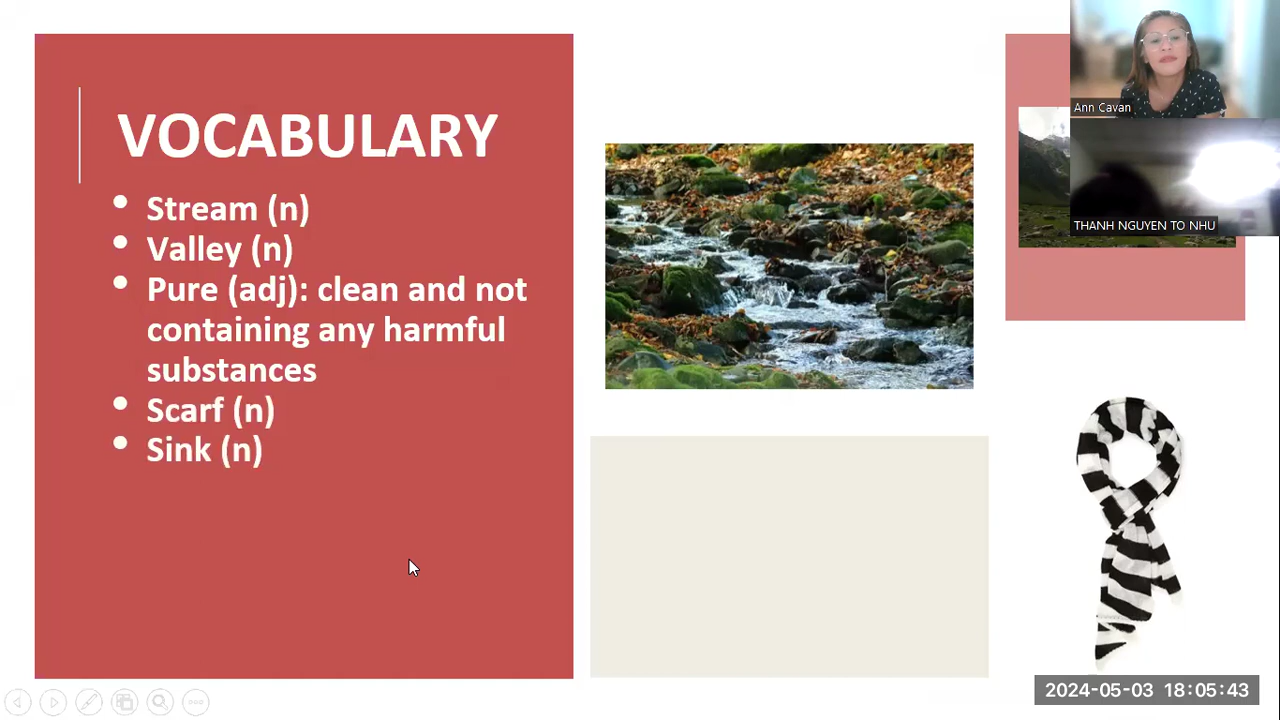 VOCABULARY
Stream (n)
Valley (n)
Pure (adj): clean and not
containing any harmful
substances
Scarf (n)
Sink (n)
Ann Cavan
THANH NGUYEN TO NHU
2024-05-03 18:05:43